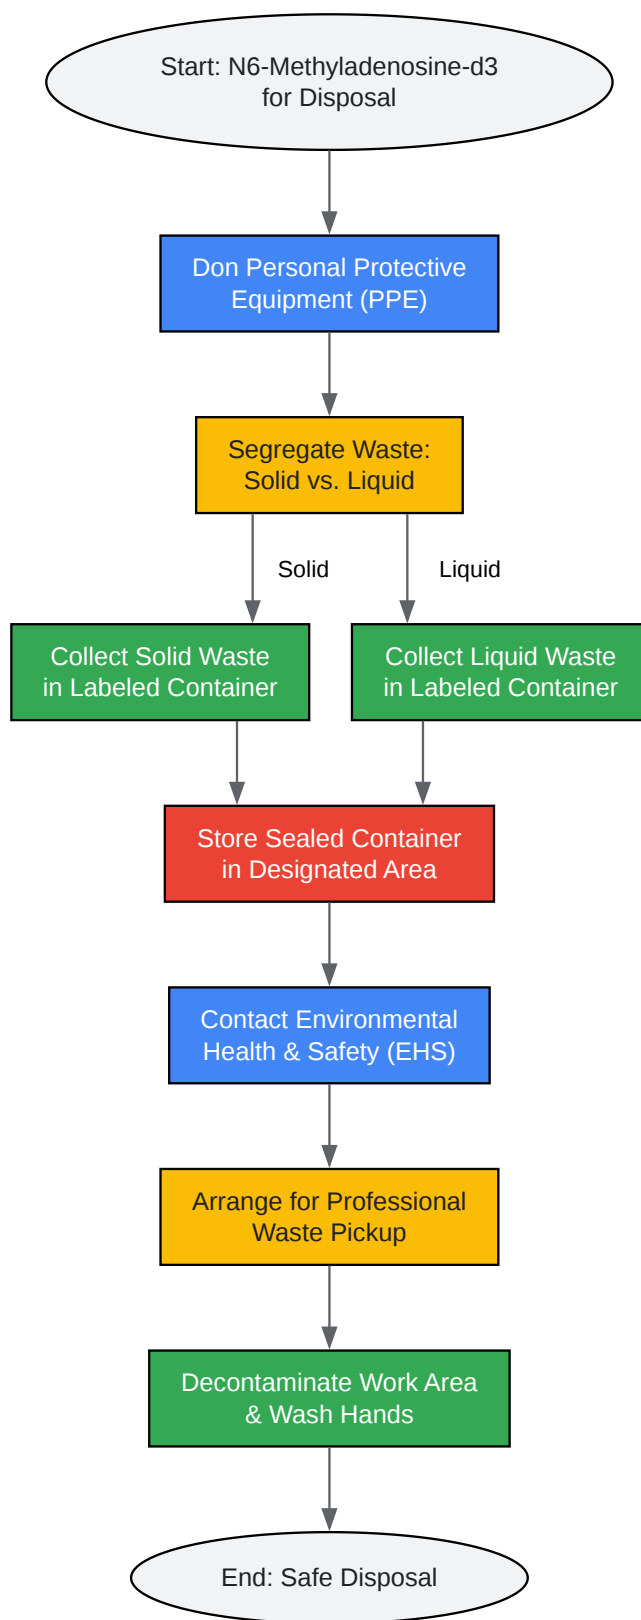 Start: N6-Methyladenosine-d3
for Disposal
Don Personal Protective
Equipment (PPE)
Segregate Waste:
Solid vs. Liquid
Solid
Liquid
Collect Solid Waste
in Labeled Container
Collect Liquid Waste
in Labeled Container
Store Sealed Container
in Designated Area
Contact Environmental
Health & Safety (EHS)
Arrange for Professional
Waste Pickup
Decontaminate Work Area
& Wash Hands
End: Safe Disposal